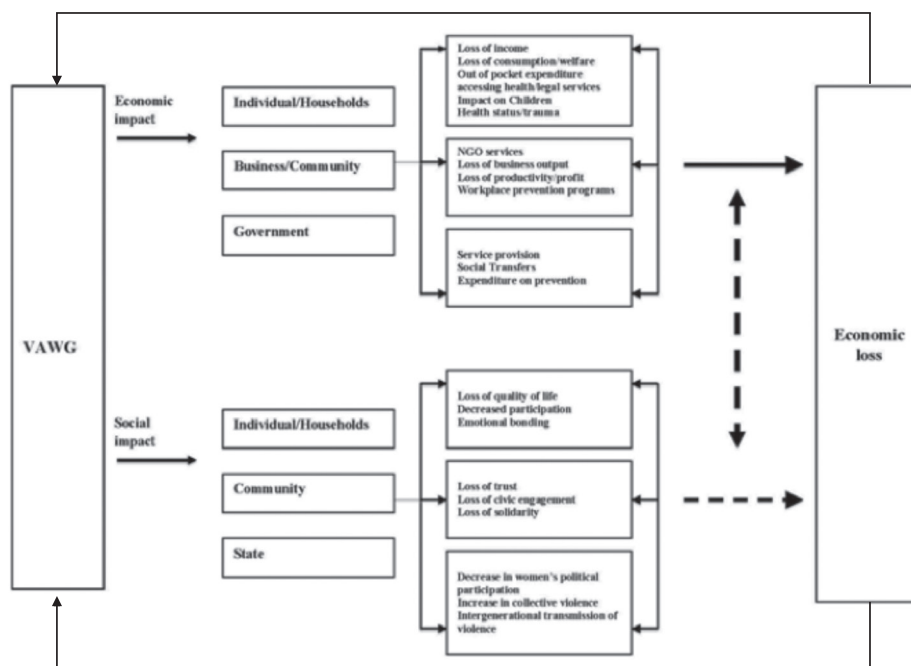 VAWG
Economic
impact
Individual/Households
Business/Community
Government
Loss of income
Loss of consumption/welfare
Out of pocket expenditure
accessing health/legal services
Impact on Children
Health status/trauma
NGO services
Loss of business output
Loss of productivity/profit
Workplace prevention programs
Service provision
Social Transfers
Expenditure on prevention
Social
impact
Individual/Households
Community
State
Loss of quality of life
Decreased participation
Emotional bonding
Loss of trust
Loss of civic engagement
Loss of solidarity
Decrease in women's political
participation
Increase in collective violence
Intergenerational transmission of
violence
Economic
loss